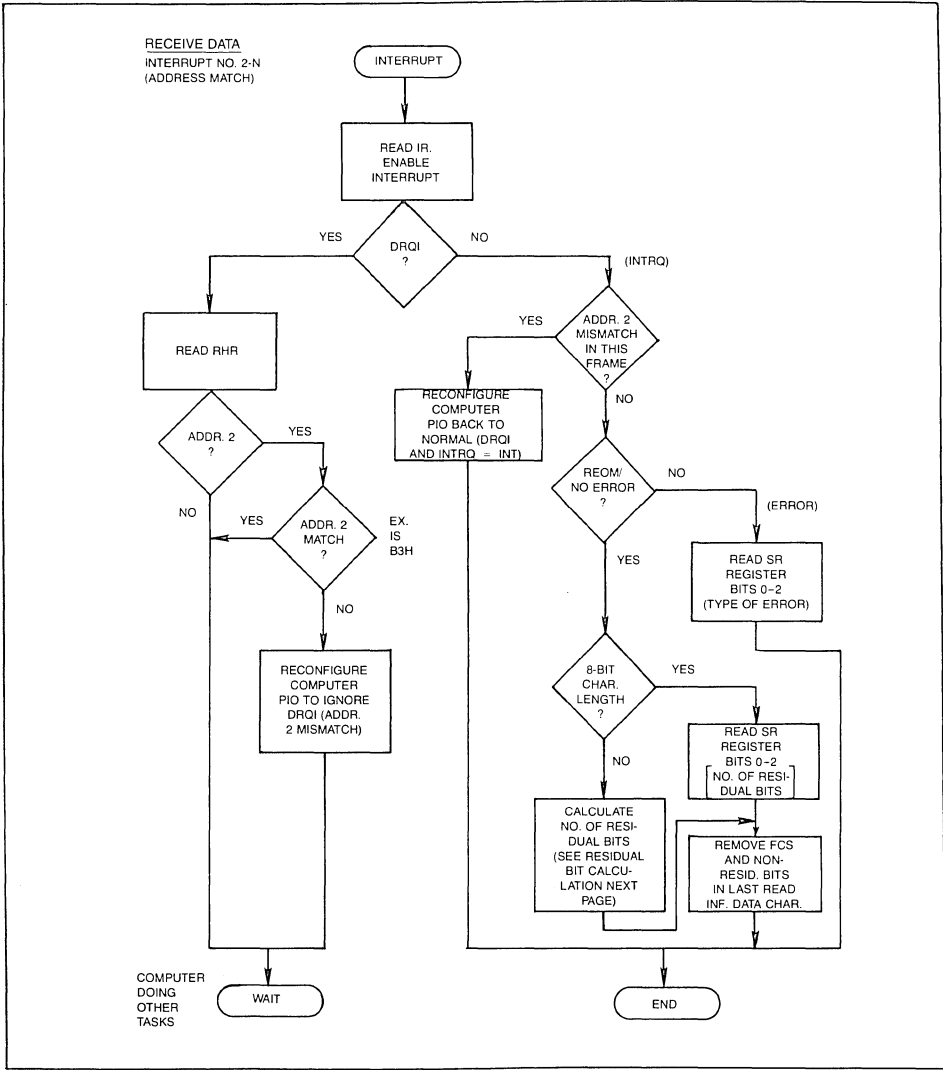 RECEIVE DATA
INTERRUPT NO. 2-N
(ADDRESS MATCH)
INTERRUPT
READ IR.
ENABLE
INTERRUPT
DRQI
?
YES
NO
(INTRQ)
READ RHR
ADDR. 2
?
YES
NO
ADDR. 2
MATCH
?
YES
NO
EX.
IS
B3H
RECONFIGURE
COMPUTER
PIO TO IGNORE
DRQI (ADDR.
2 MISMATCH)
COMPUTER
DOING
OTHER
TASKS
WAIT
ADDR. 2
MISMATCH
IN THIS
FRAME
?
YES
NO
RECONFIGURE
COMPUTER
PIO BACK TO
NORMAL (DRQI
AND INTRQ = INT)
REOM/
NO ERROR
?
NO
(ERROR)
YES
READ SR
REGISTER
BITS 0-2
(TYPE OF ERROR)
8-BIT
CHAR.
LENGTH
?
YES
NO
READ SR
REGISTER
BITS 0-2
[NO. OF RESI-
DUAL BITS]
CALCULATE
NO. OF RESI-
DUAL BITS
(SEE RESIDUAL
BIT CALCU-
LATION NEXT
PAGE)
REMOVE FCS
AND NON-
RESID. BITS
IN LAST READ
INF. DATA CHAR.
END